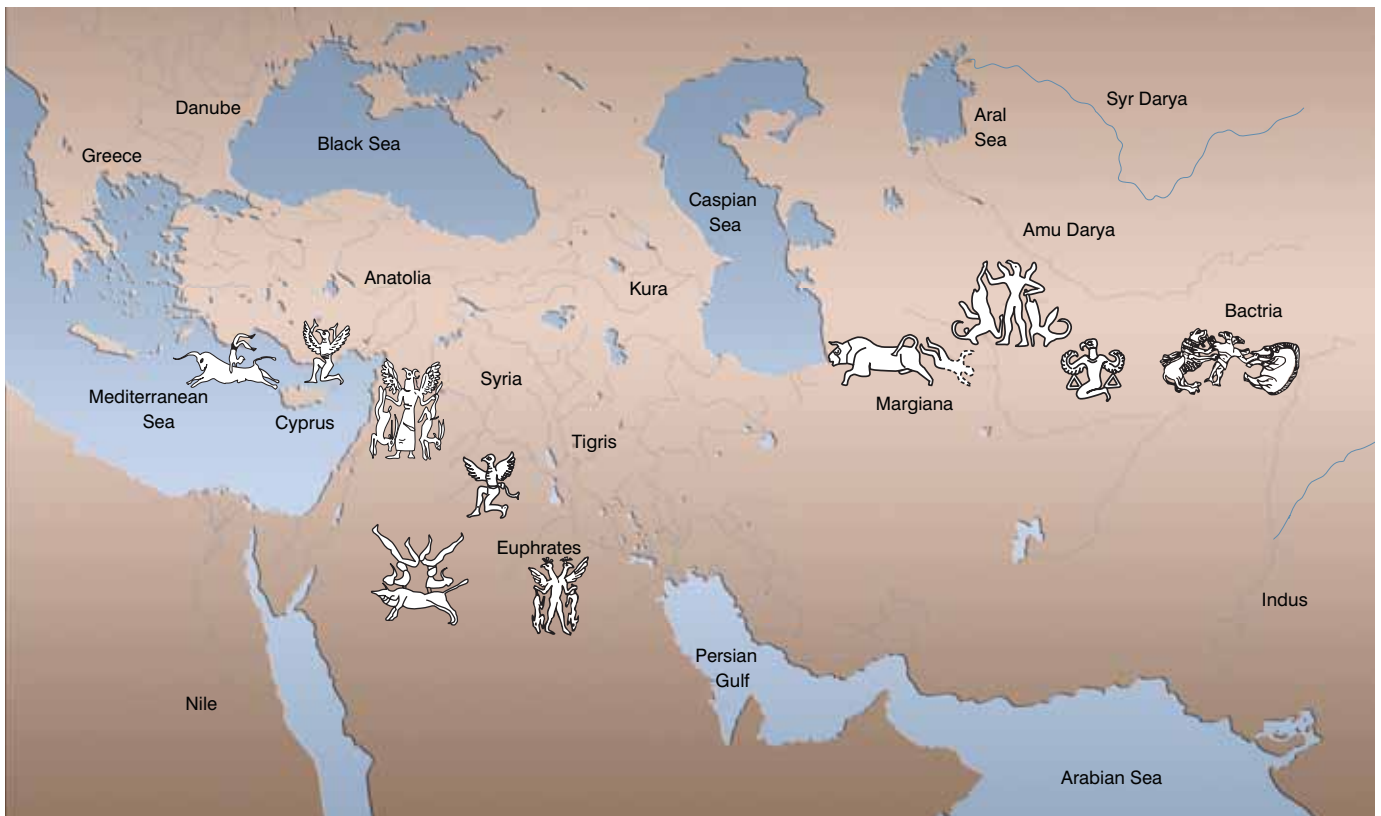 Danube
Greece
Black Sea
Anatolia
Kura
Caspian
Sea
Aral
Sea
Syr Darya
Amu Darya
Bactria
Margiana
Mediterranean
Sea
Cyprus
Syria
Tigris
Euphrates
Nile
Persian
Gulf
Indus
Arabian Sea